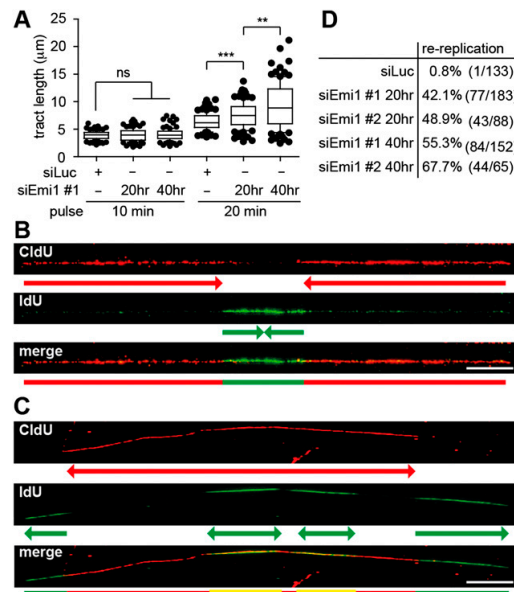 A
tract length (μm)
25
20
15
10
5
0
ns
***
**
siLuc + – – + – –
siEmi1 #1 – 20hr 40hr – 20hr 40hr
pulse 10 min 20 min
D
re-replication
siLuc 0.8% (1/133)
siEmi1 #1 20hr 42.1% (77/183
siEmi1 #2 20hr 48.9% (43/88)
siEmi1 #1 40hr 55.3% (84/152
siEmi1 #2 40hr 67.7% (44/65)
B
CldU
IdU
merge
C
CldU
IdU
merge